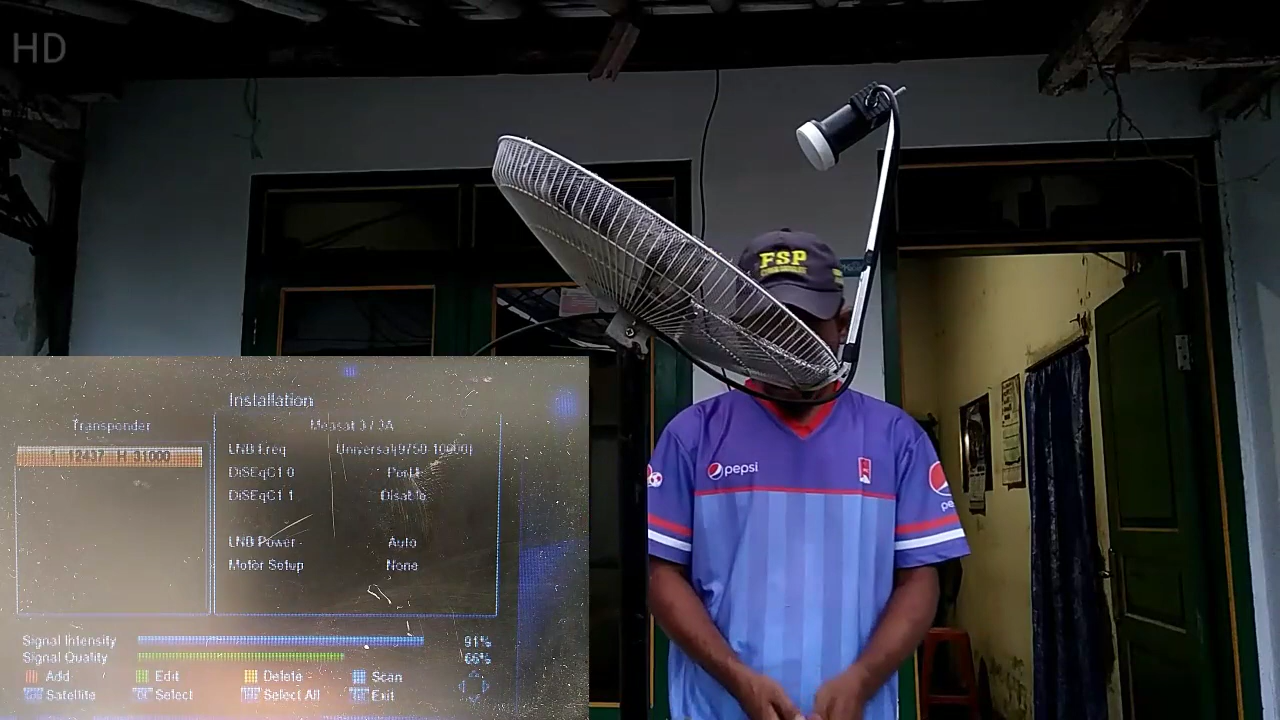 HD
FSP
pepsi
pe
Installation
Transponder
Measat 3 / 3A
1 12437 H 31000
LNB Freq Universal(9750-10600)
DiSEqC1 0
DiSEqC1 1 Disable
LNB Power Auto
Motor Setup None
Signal Intensity 91%
Signal Quality 66%
Add Edit Delete Scan
Satellite Select Select All Exit